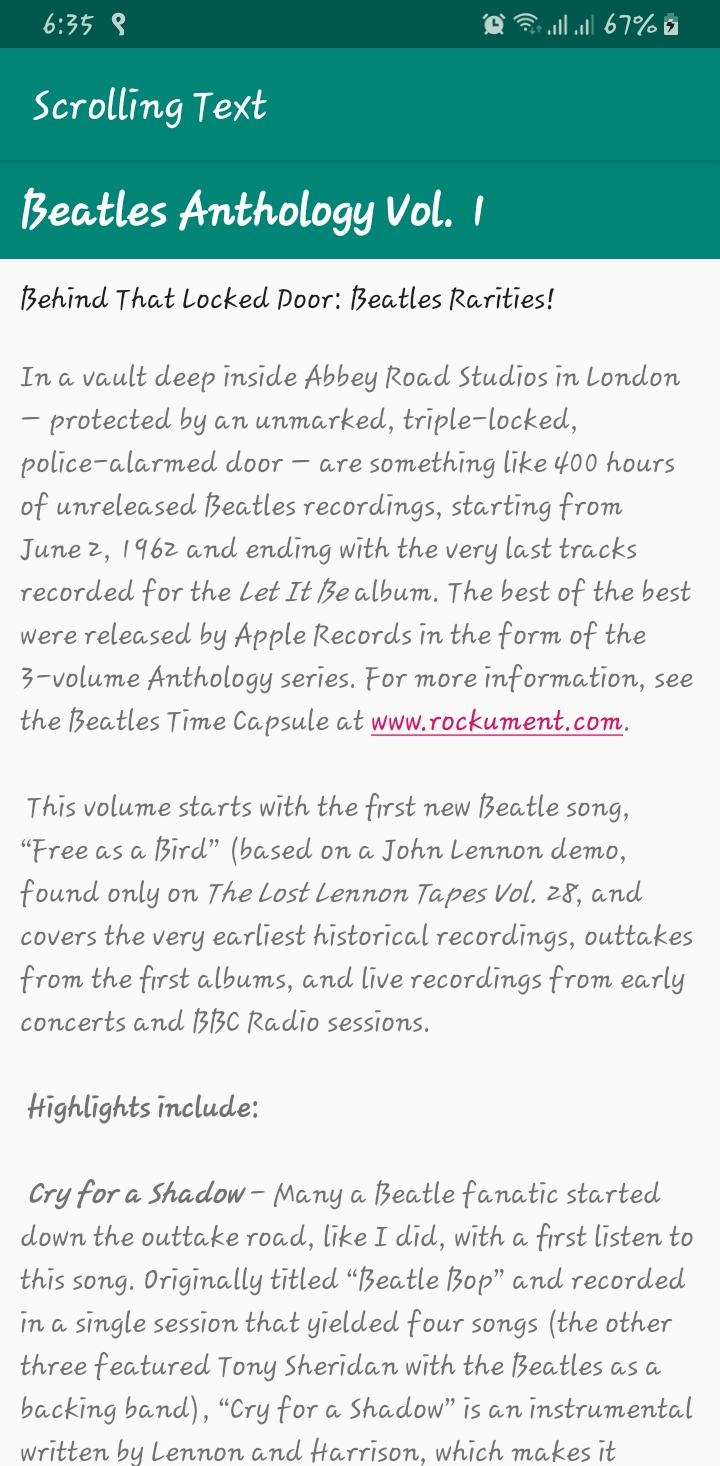 6:35 67%
Scrolling Text
Beatles Anthology Vol. 1
Behind That Locked Door: Beatles Rarities!
In a vault deep inside Abbey Road Studios in London
— protected by an unmarked, triple-locked,
police-alarmed door — are something like 400 hours
of unreleased Beatles recordings, starting from
June 2, 1962 and ending with the very last tracks
recorded for the Let It Be album. The best of the best
were released by Apple Records in the form of the
3-volume Anthology series. For more information, see
the Beatles Time Capsule at www.rockument.com.
This volume starts with the first new Beatle song,
“Free as a Bird” (based on a John Lennon demo,
found only on The Lost Lennon Tapes Vol. 28, and
covers the very earliest historical recordings, outtakes
from the first albums, and live recordings from early
concerts and BBC Radio sessions.
Highlights include:
Cry for a Shadow – Many a Beatle fanatic started
down the outtake road, like I did, with a first listen to
this song. Originally titled “Beatle Bop” and recorded
in a single session that yielded four songs (the other
three featured Tony Sheridan with the Beatles as a
backing band), “Cry for a Shadow” is an instrumental
written by Lennon and Harrison, which makes it